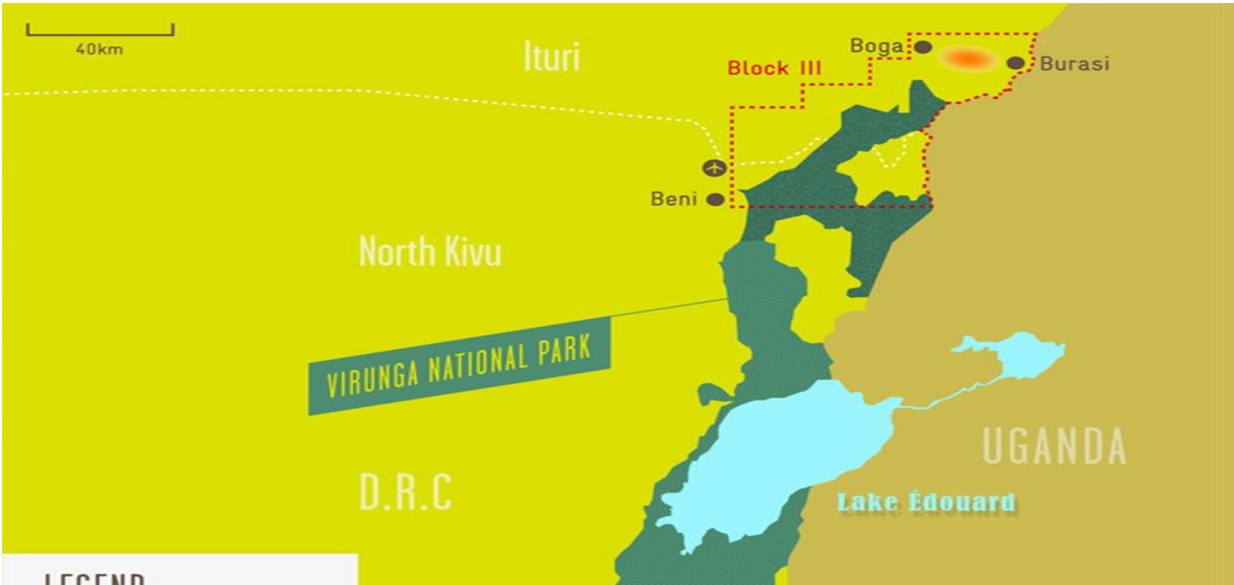 40km
Ituri
Boga
Block III
Burasi
Beni
North Kivu
VIRUNGA NATIONAL PARK
D.R.C
UGANDA
Lake Édouard
LEGEND